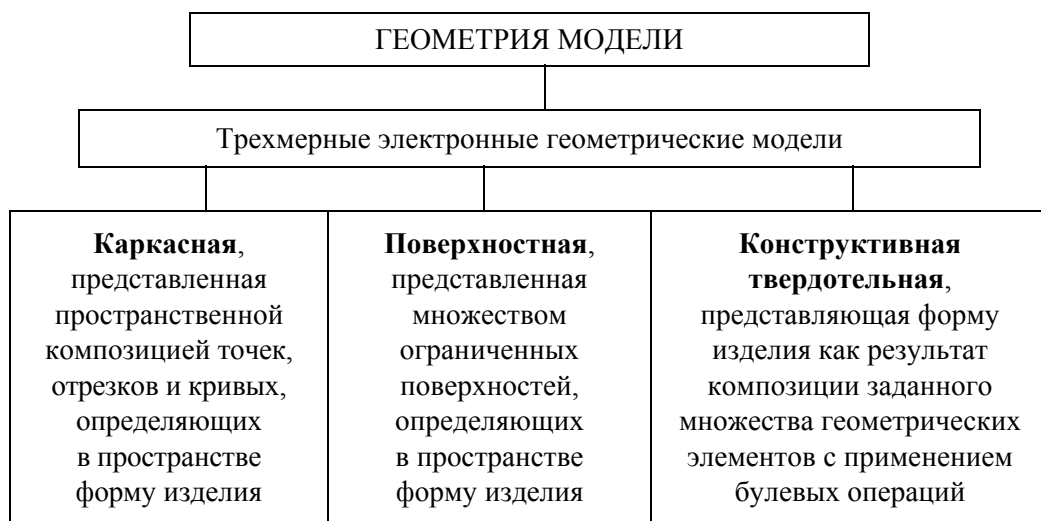 ГЕОМЕТРИЯ МОДЕЛИ
Трехмерные электронные геометрические модели
Каркасная,
представленная
пространственной
композицией точек,
отрезков и кривых,
определяющих
в пространстве
форму изделия
Поверхностная,
представленная
множеством
ограниченных
поверхностей,
определяющих
в пространстве
форму изделия
Конструктивная
твердотельная,
представляющая форму
изделия как результат
композиции заданного
множества геометрических
элементов с применением
булевых операций